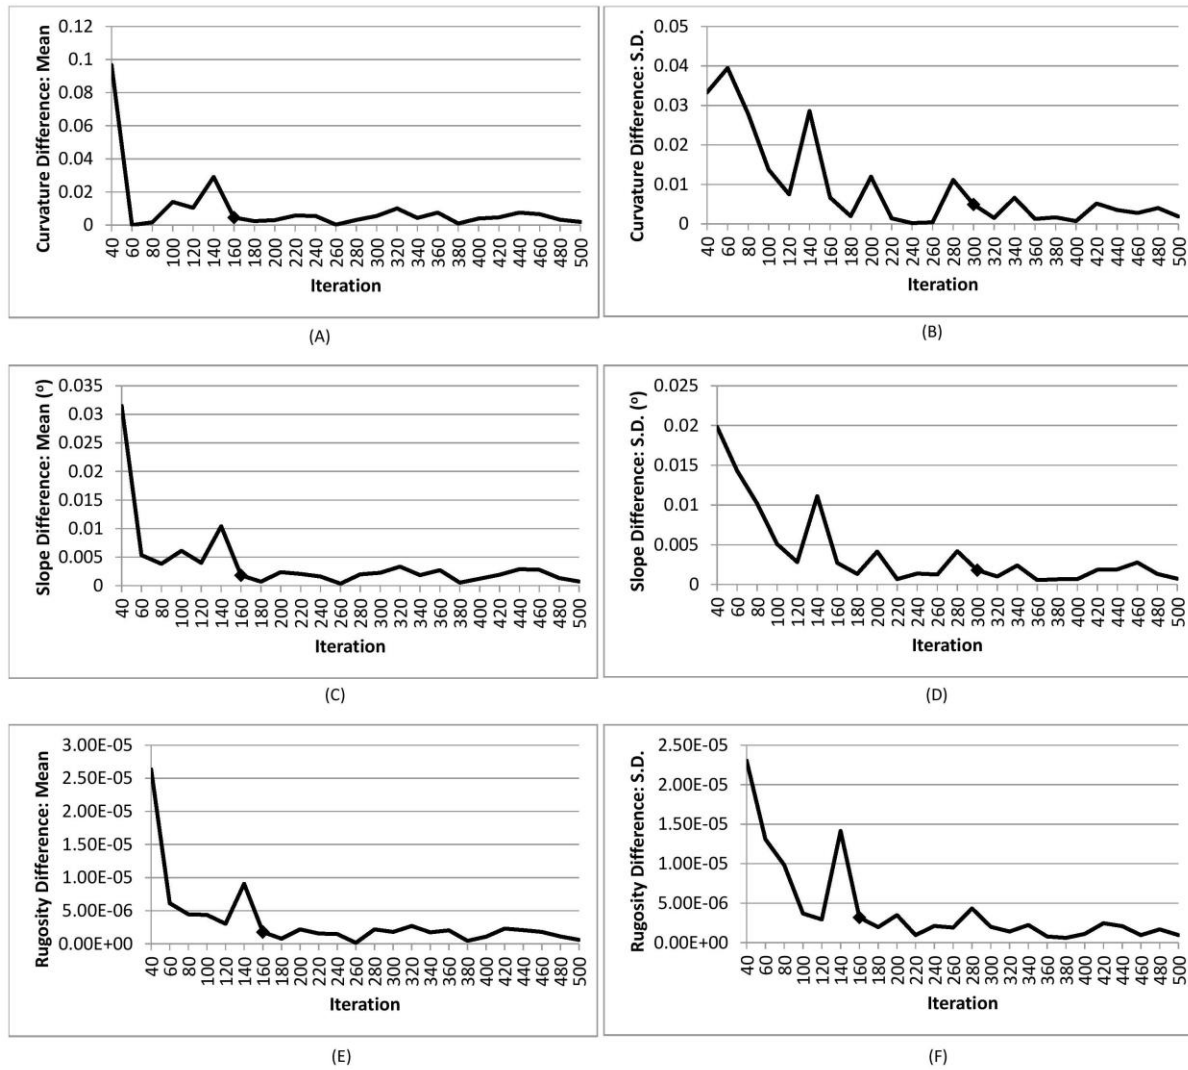 Curvature Difference: Mean
0.12
0.1
0.08
0.06
0.04
0.02
0
40 60 80 100 120 140 160 180 200 220 240 260 280 300 320 340 360 380 400 420 440 460 480 500
Iteration
(A)
Curvature Difference: S.D.
0.05
0.04
0.03
0.02
0.01
0
40 60 80 100 120 140 160 180 200 220 240 260 280 300 320 340 360 380 400 420 440 460 480 500
Iteration
(B)
Slope Difference: Mean (º)
0.035
0.03
0.025
0.02
0.015
0.01
0.005
0
40 60 80 100 120 140 160 180 200 220 240 260 280 300 320 340 360 380 400 420 440 460 480 500
Iteration
(C)
Slope Difference: S.D. (º)
0.025
0.02
0.015
0.01
0.005
0
40 60 80 100 120 140 160 180 200 220 240 260 280 300 320 340 360 380 400 420 440 460 480 500
Iteration
(D)
Rugosity Difference: Mean
3.00E-05
2.50E-05
2.00E-05
1.50E-05
1.00E-05
5.00E-06
0.00E+00
40 60 80 100 120 140 160 180 200 220 240 260 280 300 320 340 360 380 400 420 440 460 480 500
Iteration
(E)
Rugosity Difference: S.D.
2.50E-05
2.00E-05
1.50E-05
1.00E-05
5.00E-06
0.00E+00
40 60 80 100 120 140 160 180 200 220 240 260 280 300 320 340 360 380 400 420 440 460 480 500
Iteration
(F)